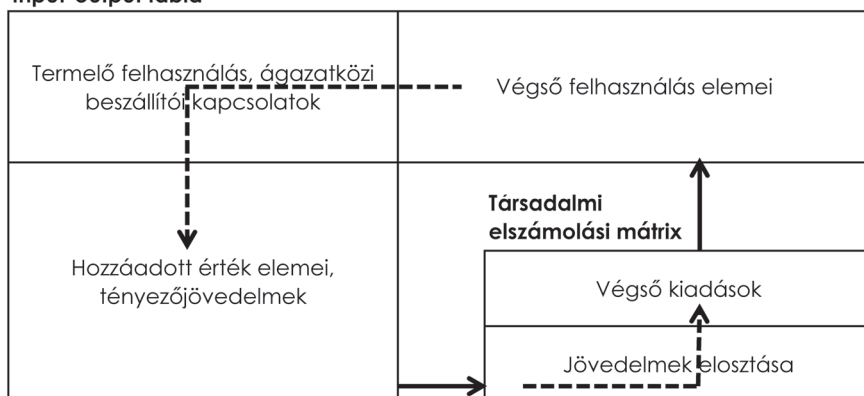 Input-output tábla
Termelő felhasználás, ágazatközi
beszállítói kapcsolatok
Végső felhasználás elemei
Társadalmi
elszámolási mátrix
Hozzáadott érték elemei,
tényezőjövedelmek
Végső kiadások
Jövedelmek elosztása